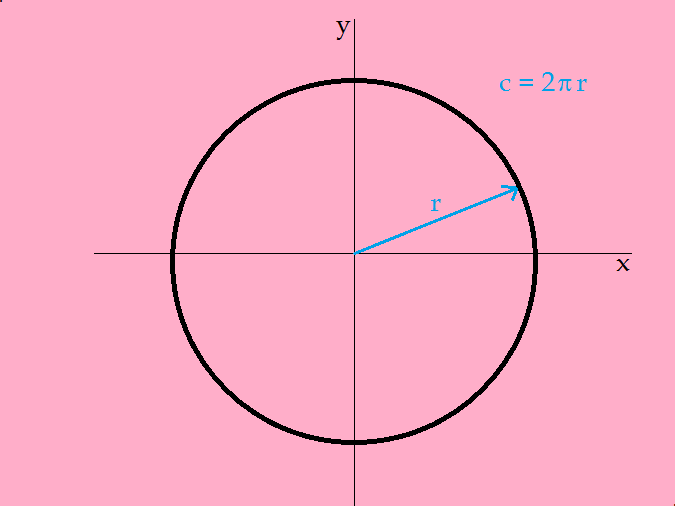 y
c = 2π r
r
x